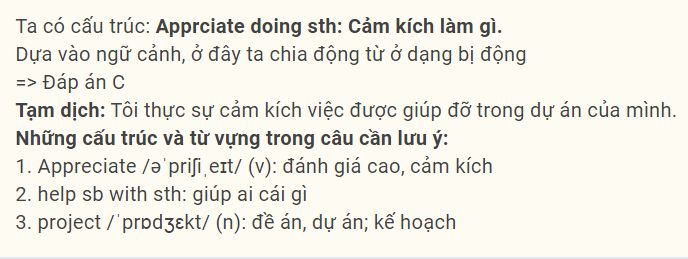 Ta có cấu trúc: Apprciate doing sth: Cảm kích làm gì.
Dựa vào ngữ cảnh, ở đây ta chia động từ ở dạng bị động
=> Đáp án C
Tạm dịch: Tôi thực sự cảm kích việc được giúp đỡ trong dự án của mình.
Những cấu trúc và từ vựng trong câu cần lưu ý:
1. Appreciate /əˈpriʃiˌeɪt/ (v): đánh giá cao, cảm kích
2. help sb with sth: giúp ai cái gì
3. project /ˈprɒdʒɛkt/ (n): đề án, dự án; kế hoạch